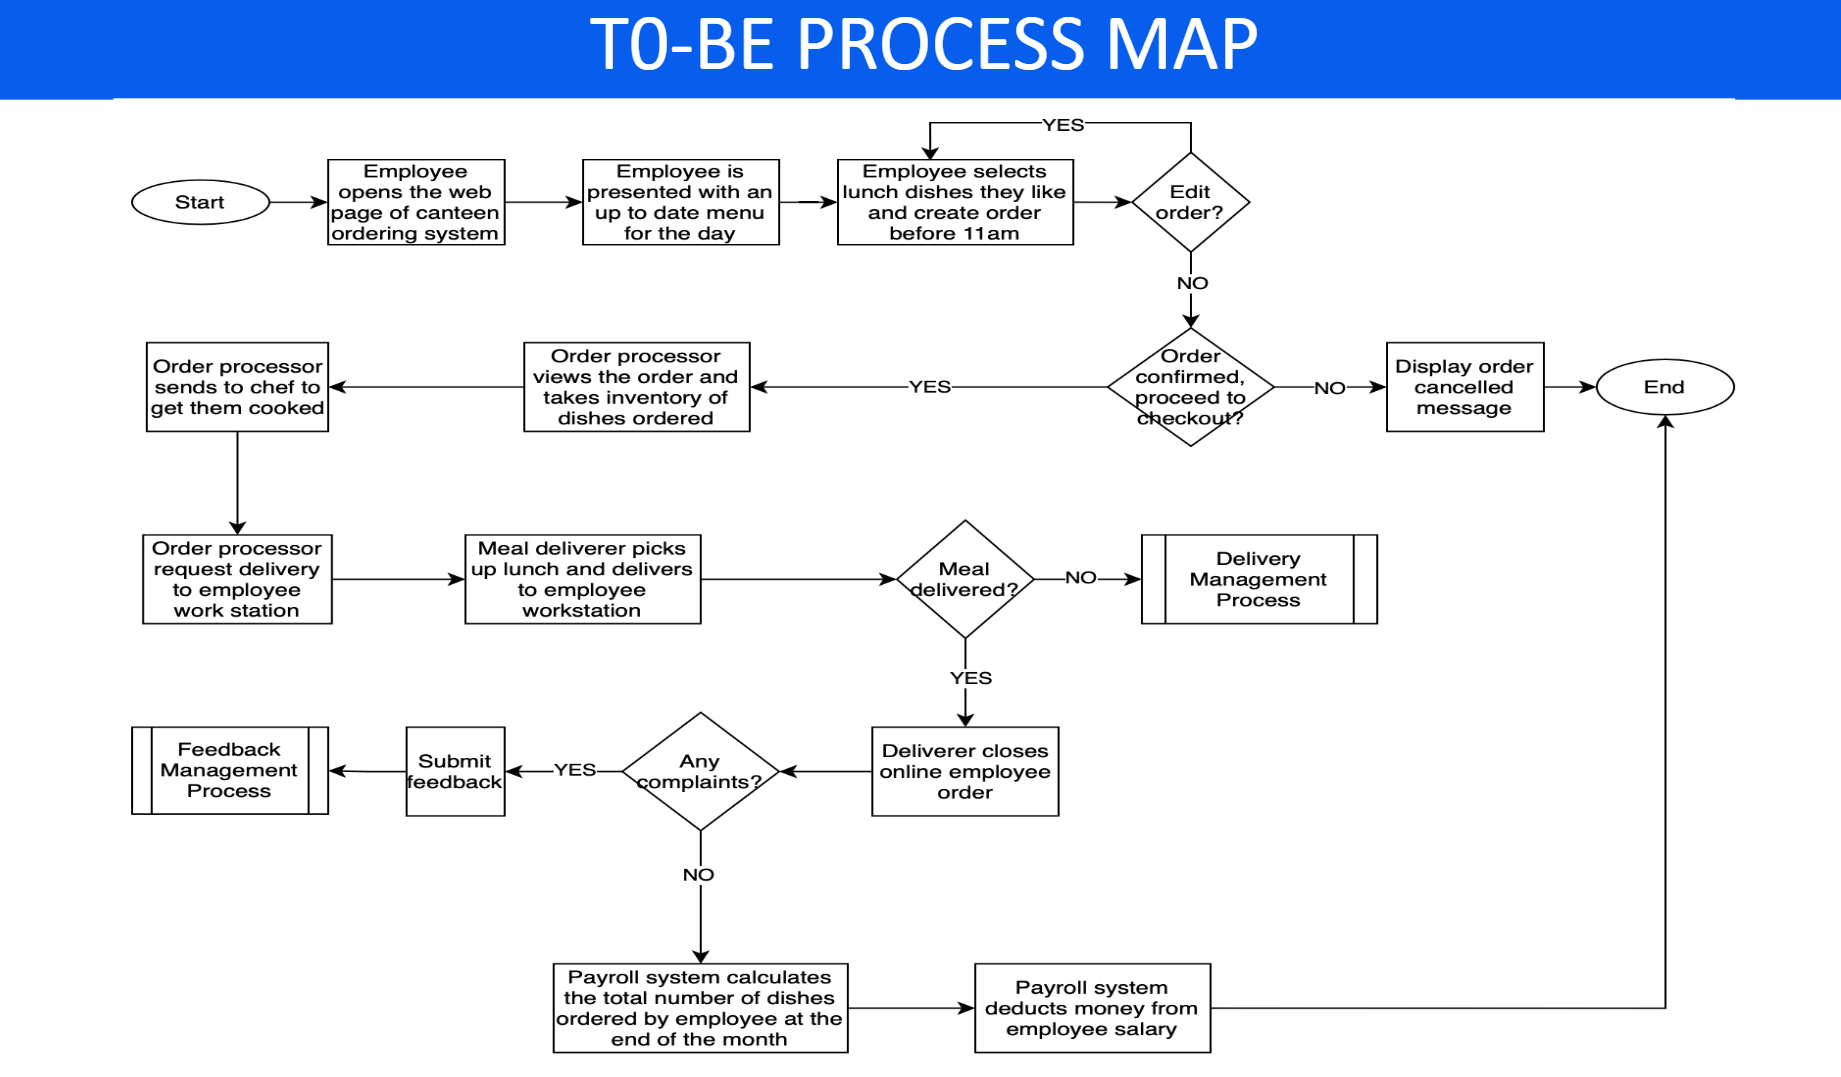 T0-BE PROCESS MAP
YES
Start
Employee
opens the web
page of canteen
ordering system
Employee is
presented with an
up to date menu
for the day
Employee selects
lunch dishes they like
and create order
before 11am
Edit
order?
NO
Order processor
sends to chef to
get them cooked
Order processor
views the order and
takes inventory of
dishes ordered
YES
Order
confirmed,
proceed to
checkout?
NO
Display order
cancelled
message
End
Order processor
request delivery
to employee
work station
Meal deliverer picks
up lunch and delivers
to employee
workstation
Meal
delivered?
NO
Delivery
Management
Process
YES
Feedback
Management
Process
Submit
feedback
YES
Any
complaints?
Deliverer closes
online employee
order
NO
Payroll system calculates
the total number of dishes
ordered by employee at the
end of the month
Payroll system
deducts money from
employee salary